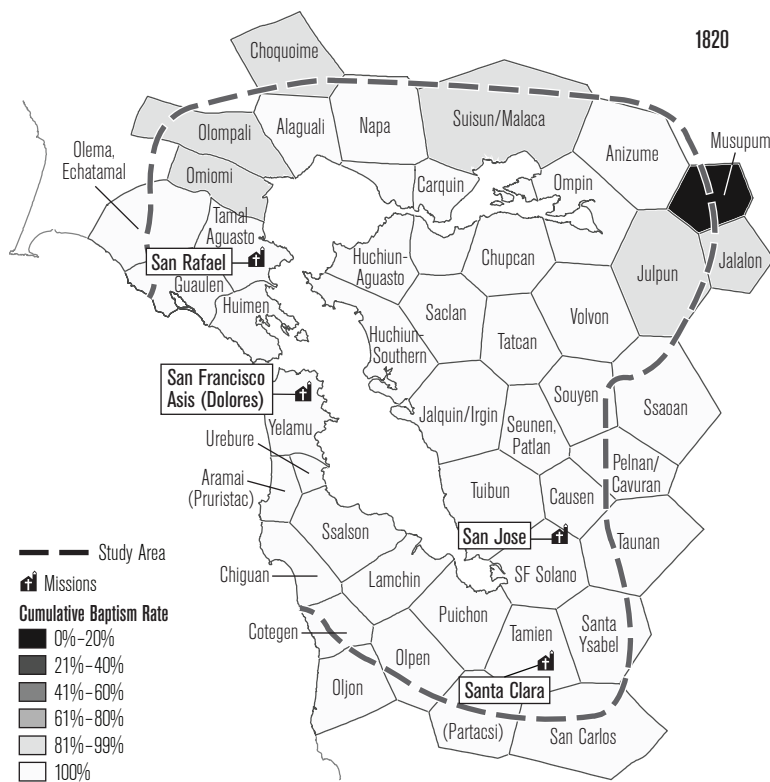 1820
Choquoime
Olompali
Alaguali
Napa
Suisun/Malaca
Anizume
Musupum
Olema,
Echatamal
Omiomi
Carquin
Ompin
Tamal
Aguasto
San Rafael
Guaulen
Huimen
Huchiun-
Aguasto
Chupcan
Julpun
Jalalon
Saclan
Volvon
Huchiun-
Southern
Tatcan
San Francisco
Asis (Dolores)
Yelamu
Jalquin/Irgin
Souyen
Ssaoan
Seunen,
Patlan
Urebure
Aramai
(Pruristac)
Tuibun
Causen
Pelnan/
Cavuran
Ssalson
San Jose
Taunan
Chiguan
Lamchin
SF Solano
Puichon
Cotegen
Tamien
Santa
Ysabel
Olpen
Oljon
Santa Clara
(Partacsi)
San Carlos
Study Area
Missions
Cumulative Baptism Rate
0%–20%
21%–40%
41%–60%
61%–80%
81%–99%
100%